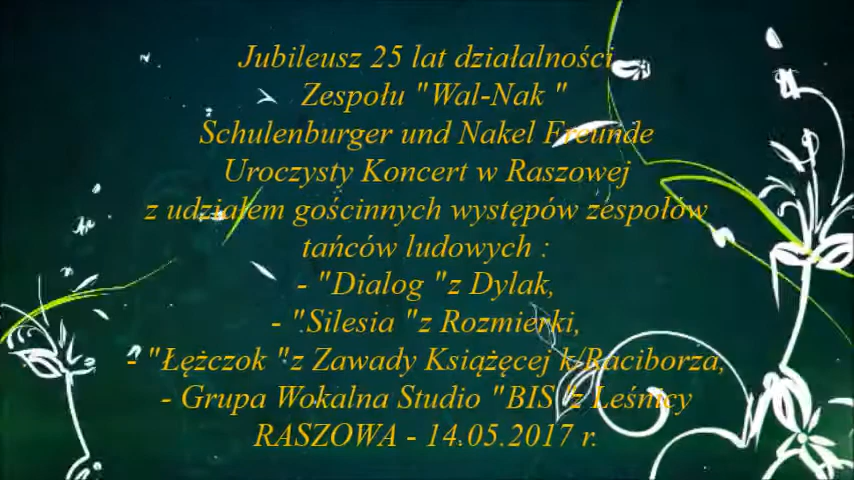 Jubileusz 25 lat działalności
Zespołu "Wal-Nak "
Schulenburger und Nakel Freunde
Uroczysty Koncert w Raszowej
z udziałem gościnnych występów zespołów
tańców ludowych :
- "Dialog "z Dylak,
- "Silesia "z Rozmierki,
- "Łężczok "z Zawady Książęcej k/Raciborza,
- Grupa Wokalna Studio "BIS "z Leśnicy
RASZOWA - 14.05.2017 r.